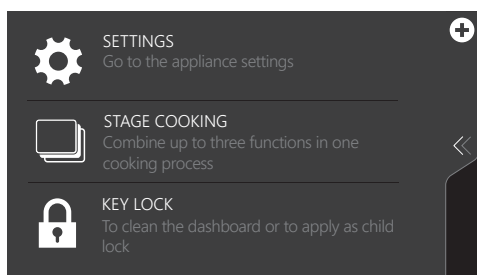 SETTINGS
Go to the appliance settings
STAGE COOKING
Combine up to three functions in one
cooking process
KEY LOCK
To clean the dashboard or to apply as child
lock